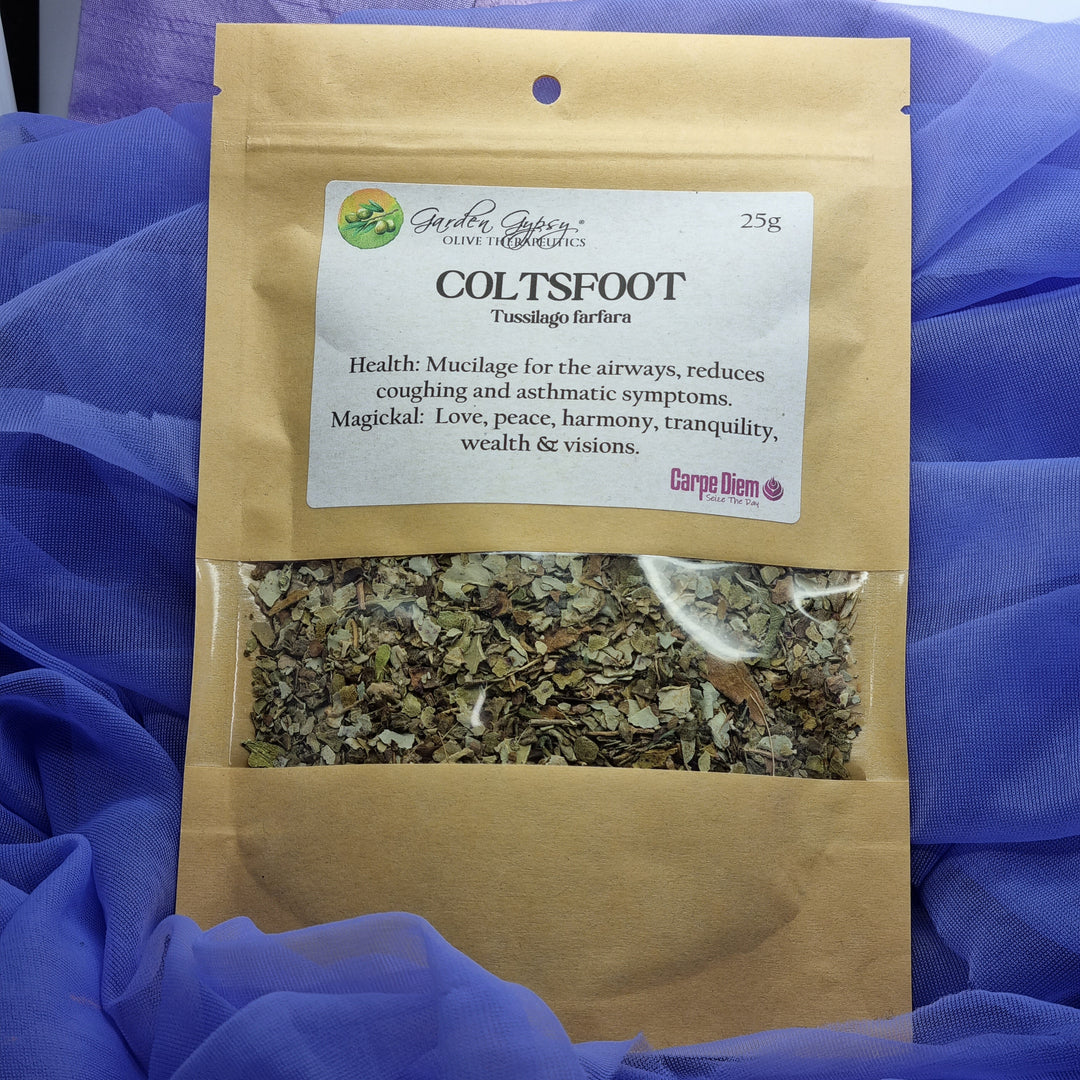 Garden Gypsy®
OLIVE THERAPEUTICS
25g
COLTSFOOT
Tussilago farfara
Health: Mucilage for the airways, reduces
coughing and asthmatic symptoms.
Magickal: Love, peace, harmony, tranquility,
wealth & visions.
Carpe Diem
Seize The Day